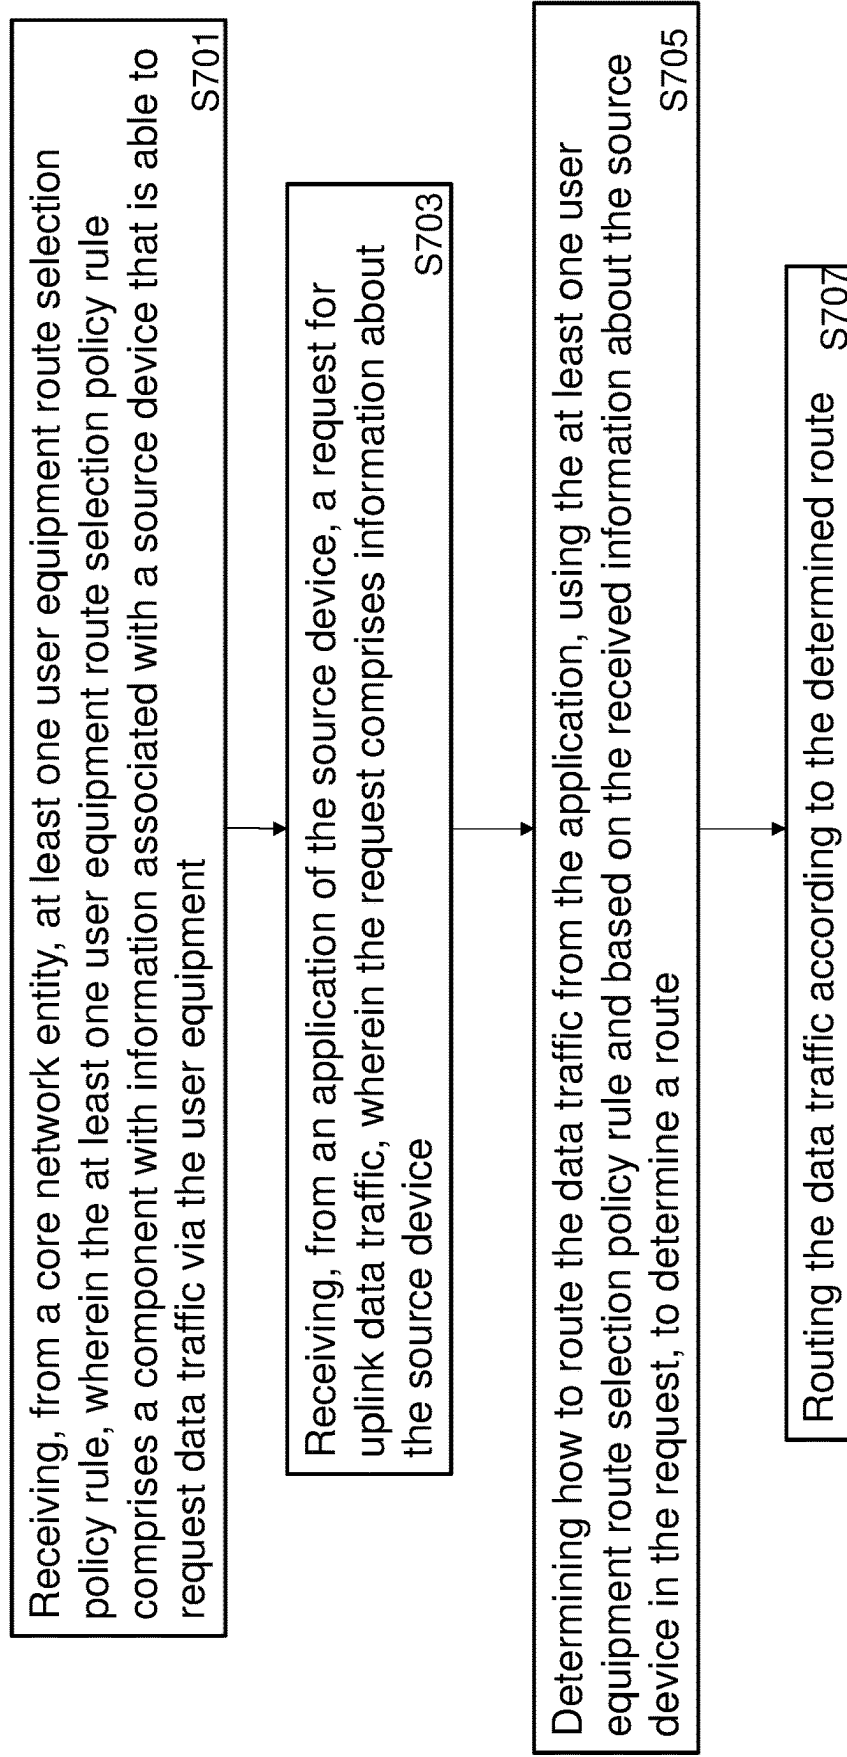 Receiving, from a core network entity, at least one user equipment route selection
policy rule, wherein the at least one user equipment route selection policy rule
comprises a component with information associated with a source device that is able to
request data traffic via the user equipment
S701
Receiving, from an application of the source device, a request for
uplink data traffic, wherein the request comprises information about
the source device
S703
Determining how to route the data traffic from the application, using the at least one user
equipment route selection policy rule and based on the received information about the source
device in the request, to determine a route
S705
Routing the data traffic according to the determined route
S707